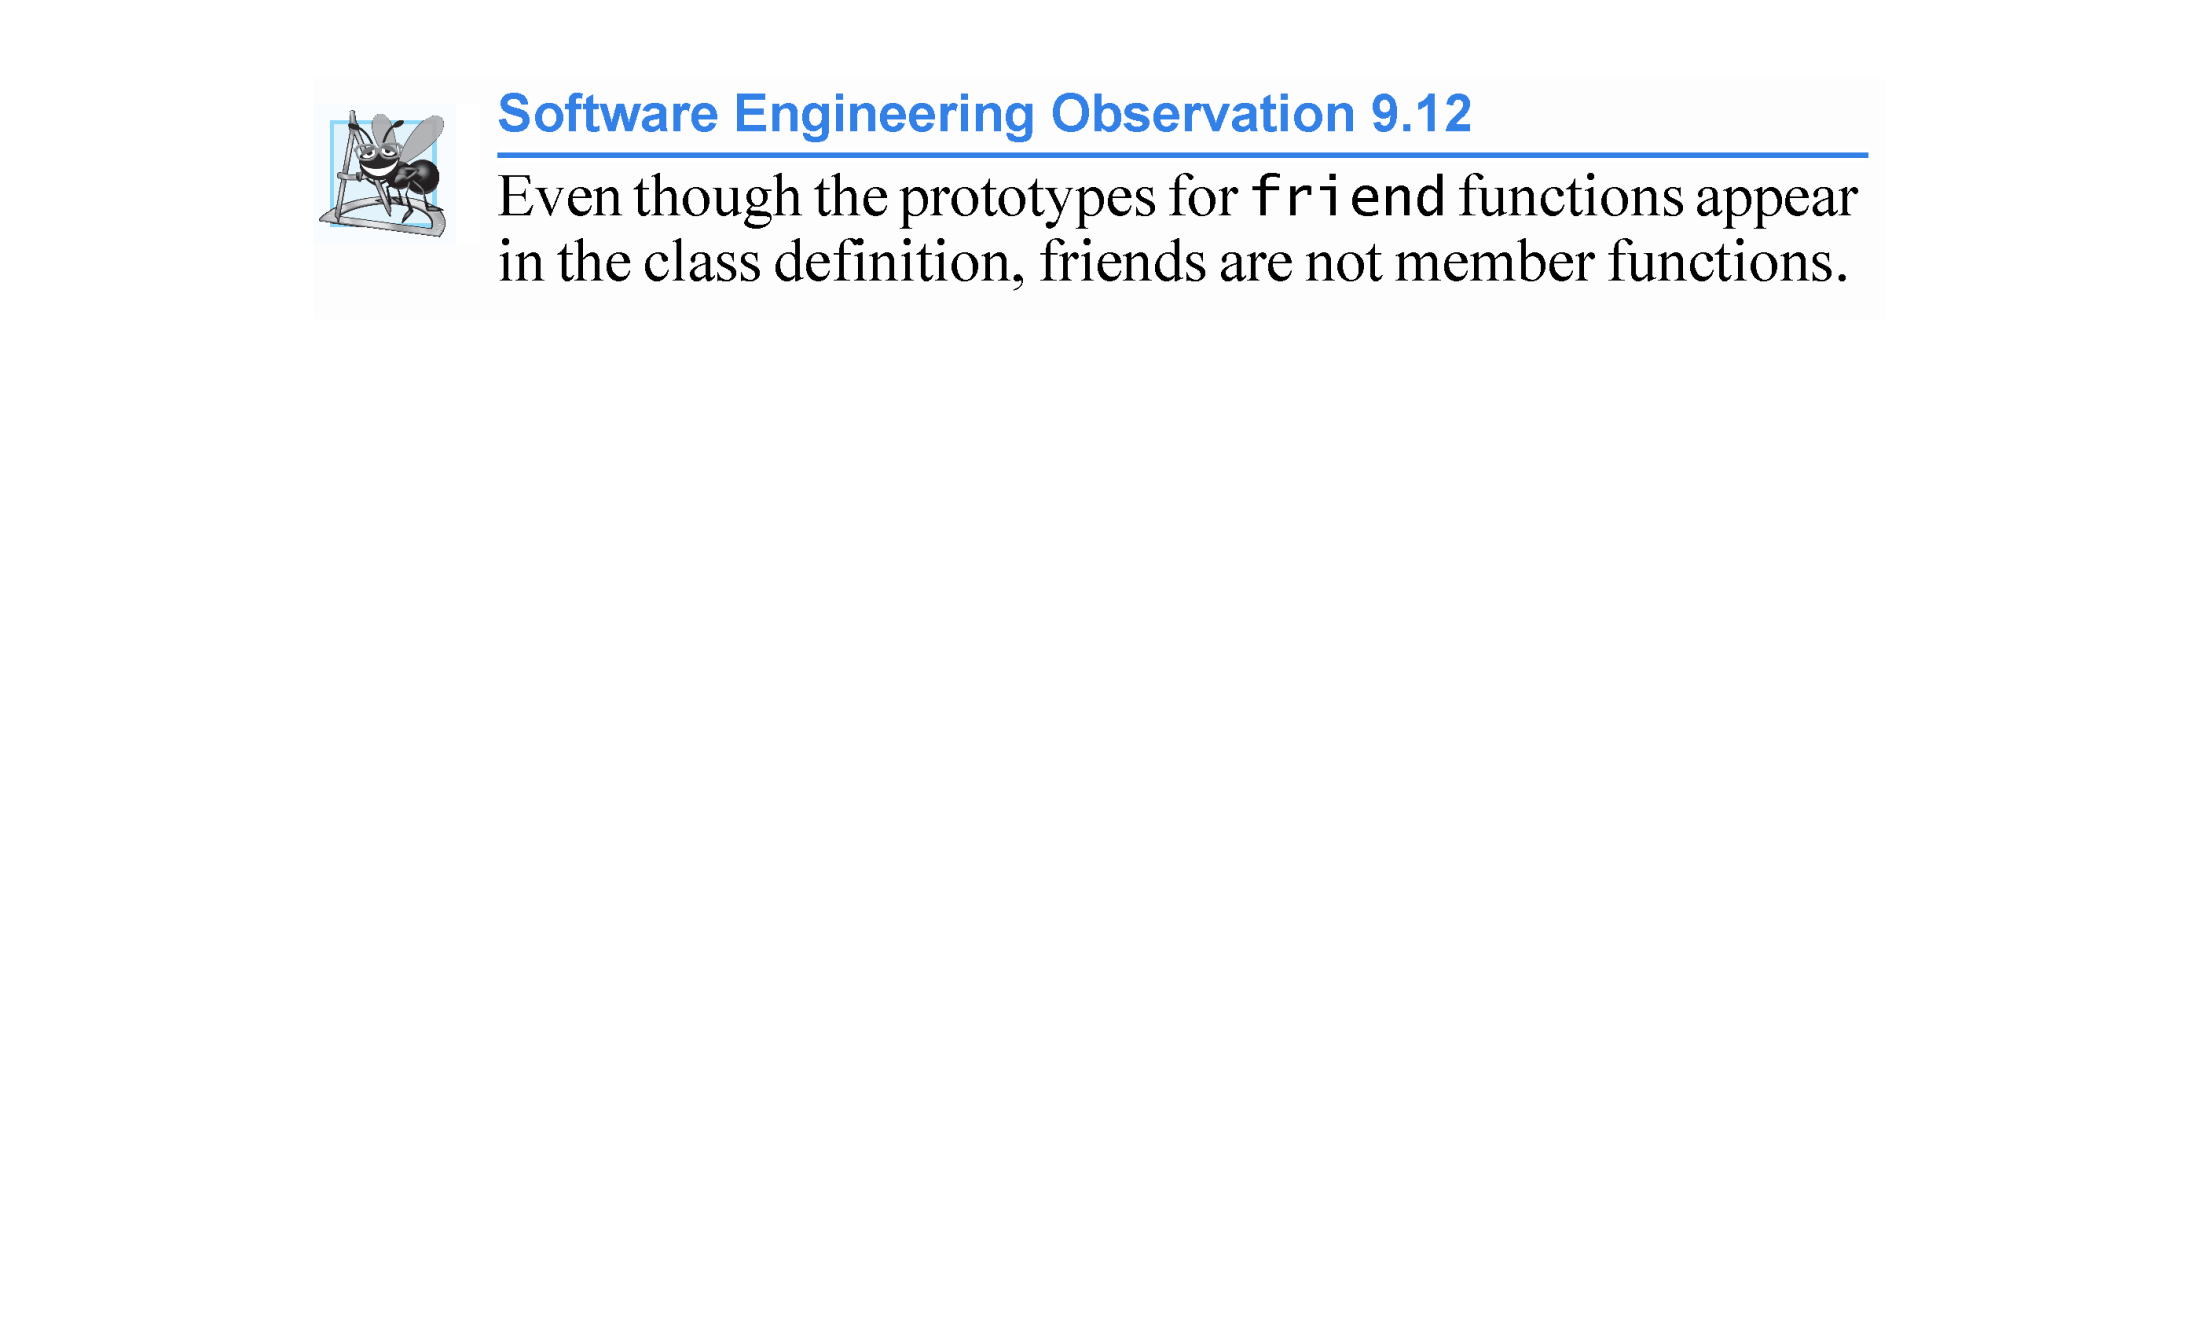 Software Engineering Observation 9.12
Even though the prototypes for friend functions appear
in the class definition, friends are not member functions.